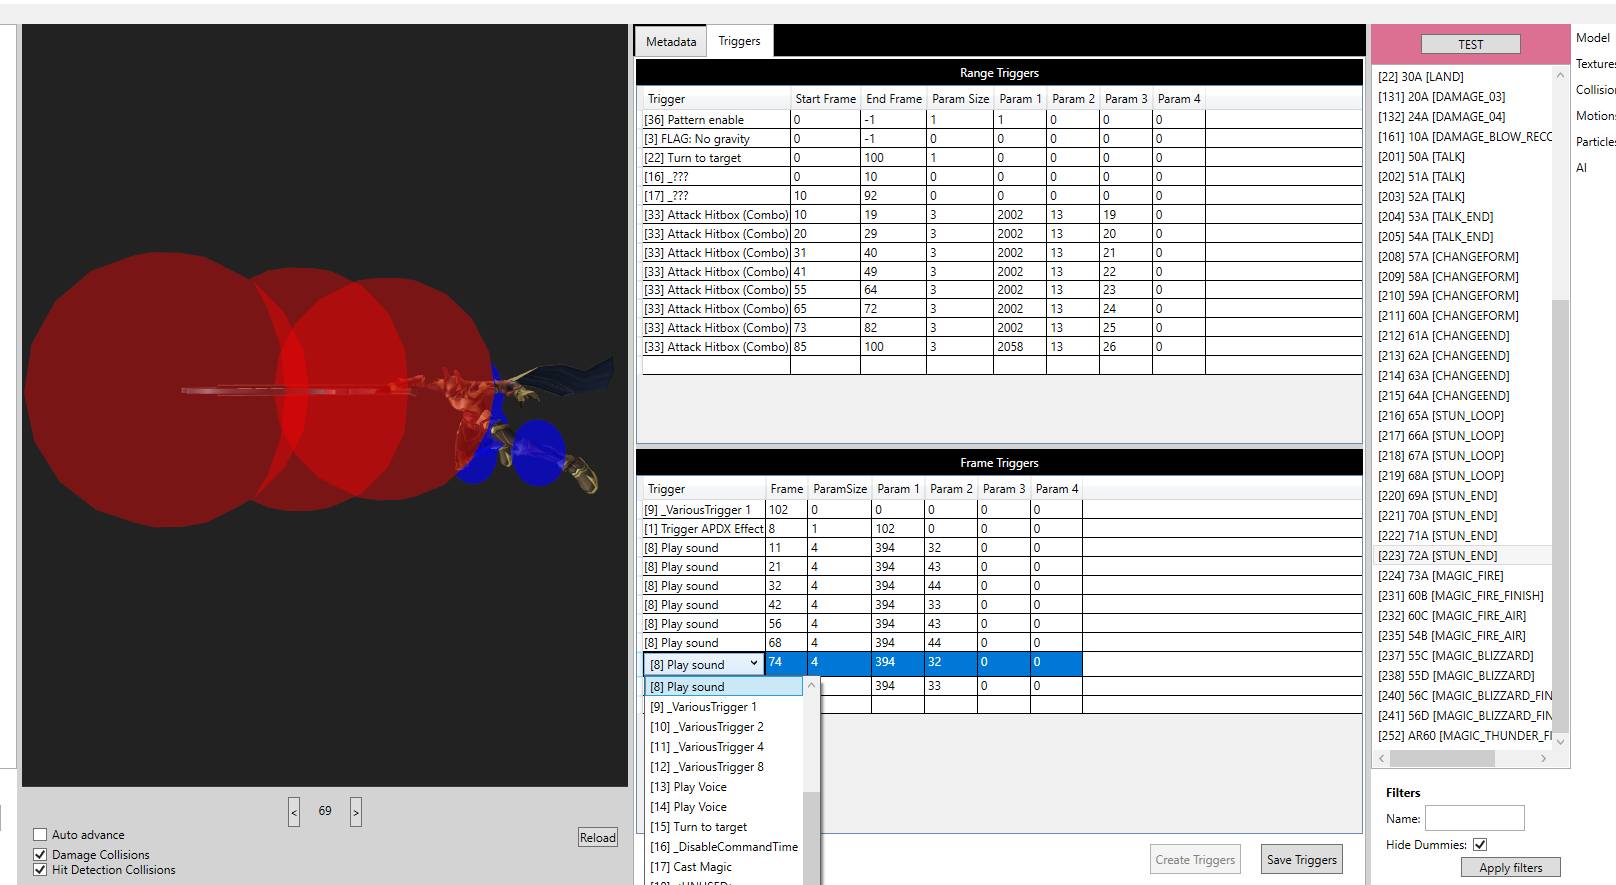 Metadata Triggers
Range Triggers
Trigger Start Frame End Frame Param Size Param 1 Param 2 Param 3 Param 4
[36] Pattern enable 0 -1 1 1 0 0 0
[3] FLAG: No gravity 0 -1 0 0 0 0 0
[22] Turn to target 0 100 1 0 0 0 0
[16] _??? 0 10 0 0 0 0 0
[17] _??? 10 92 0 0 0 0 0
[33] Attack Hitbox (Combo) 10 19 3 2002 13 19 0
[33] Attack Hitbox (Combo) 20 29 3 2002 13 20 0
[33] Attack Hitbox (Combo) 31 40 3 2002 13 21 0
[33] Attack Hitbox (Combo) 41 49 3 2002 13 22 0
[33] Attack Hitbox (Combo) 55 64 3 2002 13 23 0
[33] Attack Hitbox (Combo) 65 72 3 2002 13 24 0
[33] Attack Hitbox (Combo) 73 82 3 2002 13 25 0
[33] Attack Hitbox (Combo) 85 100 3 2058 13 26 0
Frame Triggers
Trigger Frame ParamSize Param 1 Param 2 Param 3 Param 4
[9] _VariousTrigger 1 102 0 0 0 0 0
[1] Trigger APDX Effect 8 1 102 0 0 0
[8] Play sound 11 4 394 32 0 0
[8] Play sound 21 4 394 43 0 0
[8] Play sound 32 4 394 44 0 0
[8] Play sound 42 4 394 33 0 0
[8] Play sound 56 4 394 43 0 0
[8] Play sound 68 4 394 44 0 0
[8] Play sound 74 4 394 32 0 0
[8] Play sound 394 33 0 0
[9] _VariousTrigger 1
[10] _VariousTrigger 2
[11] _VariousTrigger 4
[12] _VariousTrigger 8
[13] Play Voice
[14] Play Voice
[15] Turn to target
[16] _DisableCommandTime
[17] Cast Magic
Create Triggers Save Triggers
< 69 >
Auto advance
Damage Collisions
Hit Detection Collisions
Reload
TEST
[22] 30A [LAND]
[131] 20A [DAMAGE_03]
[132] 24A [DAMAGE_04]
[161] 10A [DAMAGE_BLOW_RECO
[201] 50A [TALK]
[202] 51A [TALK]
[203] 52A [TALK]
[204] 53A [TALK_END]
[205] 54A [TALK_END]
[208] 57A [CHANGEFORM]
[209] 58A [CHANGEFORM]
[210] 59A [CHANGEFORM]
[211] 60A [CHANGEFORM]
[212] 61A [CHANGEEND]
[213] 62A [CHANGEEND]
[214] 63A [CHANGEEND]
[215] 64A [CHANGEEND]
[216] 65A [STUN_LOOP]
[217] 66A [STUN_LOOP]
[218] 67A [STUN_LOOP]
[219] 68A [STUN_LOOP]
[220] 69A [STUN_END]
[221] 70A [STUN_END]
[222] 71A [STUN_END]
[223] 72A [STUN_END]
[224] 73A [MAGIC_FIRE]
[231] 60B [MAGIC_FIRE_FINISH]
[232] 60C [MAGIC_FIRE_AIR]
[235] 54B [MAGIC_FIRE_AIR]
[237] 55C [MAGIC_BLIZZARD]
[238] 55D [MAGIC_BLIZZARD]
[240] 56C [MAGIC_BLIZZARD_FIN
[241] 56D [MAGIC_BLIZZARD_FIN
[252] AR60 [MAGIC_THUNDER_FI
Filters
Name:
Hide Dummies:
Apply filters
Model
Textures
Collision
Motions
Particles
AI